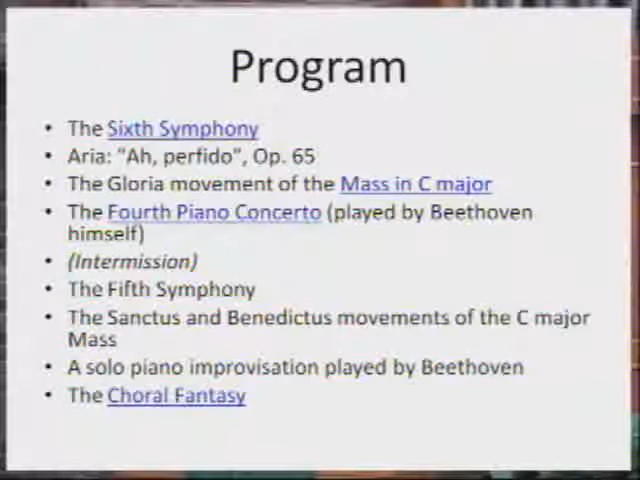 Program
• The Sixth Symphony
• Aria: "Ah, perfido", Op. 65
• The Gloria movement of the Mass in C major
• The Fourth Piano Concerto (played by Beethoven
himself)
• (Intermission)
• The Fifth Symphony
• The Sanctus and Benedictus movements of the C major
Mass
• A solo piano improvisation played by Beethoven
• The Choral Fantasy